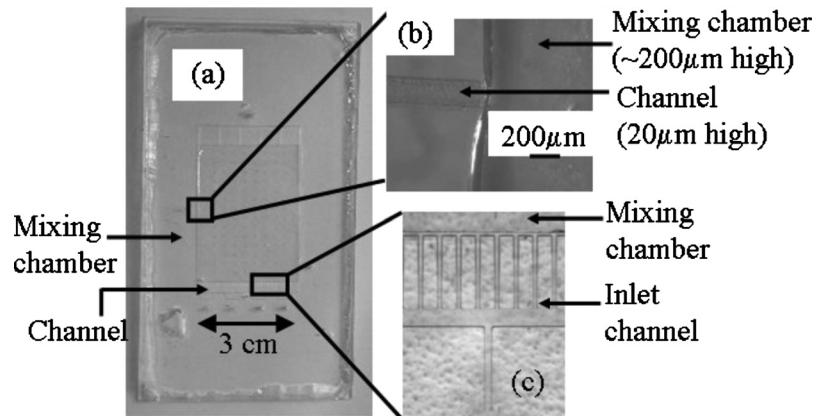 (a)
(b)
Mixing chamber
(~200µm high)
Channel
(20µm high)
200µm
Mixing
chamber
Channel
3 cm
Mixing
chamber
Inlet
channel
(c)